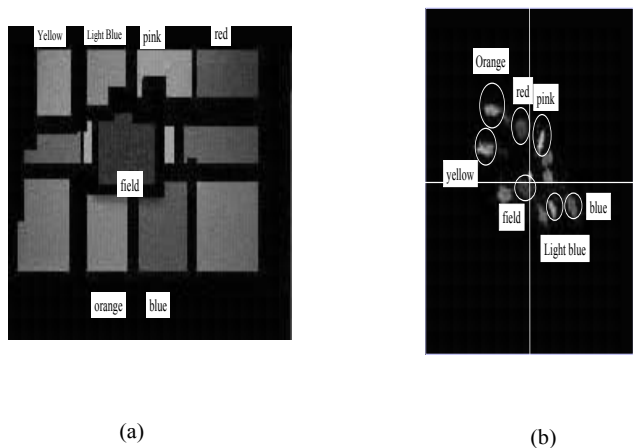 Yellow
Light Blue
pink
red
field
orange
blue
(a)
Orange
red
pink
yellow
field
blue
Light blue
(b)